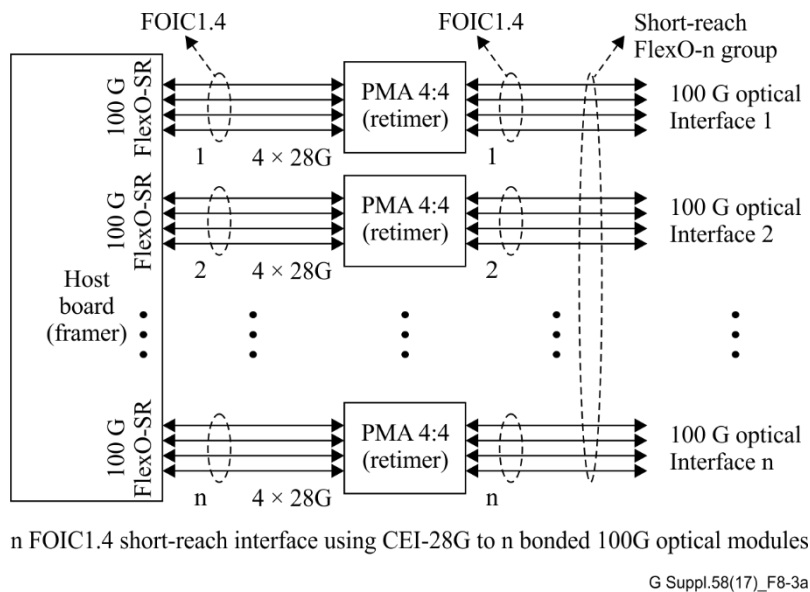 FOIC1.4
FOIC1.4
Short-reach
FlexO-n group
100 G
FlexO-SR
PMA 4:4
(retimer)
100 G optical
Interface 1
1
4 × 28G
1
100 G
FlexO-SR
PMA 4:4
(retimer)
100 G optical
Interface 2
2
4 × 28G
2
Host
board
(framer)
100 G
FlexO-SR
PMA 4:4
(retimer)
100 G optical
Interface n
n
4 × 28G
n
n FOIC1.4 short-reach interface using CEI-28G to n bonded 100G optical modules
G Suppl.58(17)_F8-3a